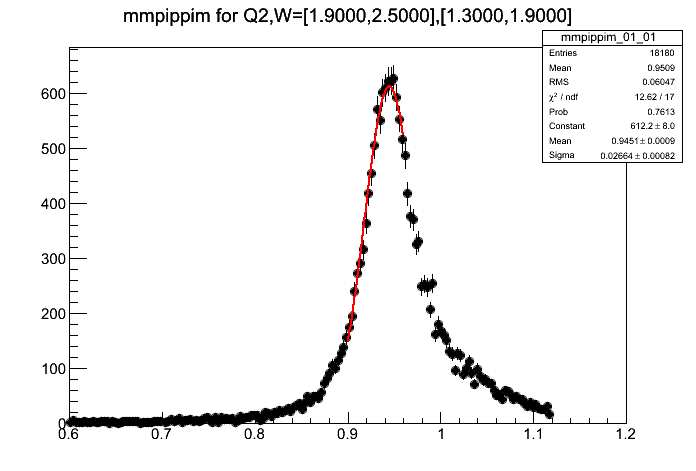 mmpippim for Q2,W=[1.9000,2.5000],[1.3000,1.9000]
mmpippim_01_01
Entries 18180
Mean 0.9509
RMS 0.06047
χ² / ndf 12.62 / 17
Prob 0.7613
Constant 612.2 ± 8.0
Mean 0.9451 ± 0.0009
Sigma 0.02664 ± 0.00082
600
500
400
300
200
100
0
0.6 0.7 0.8 0.9 1 1.1 1.2